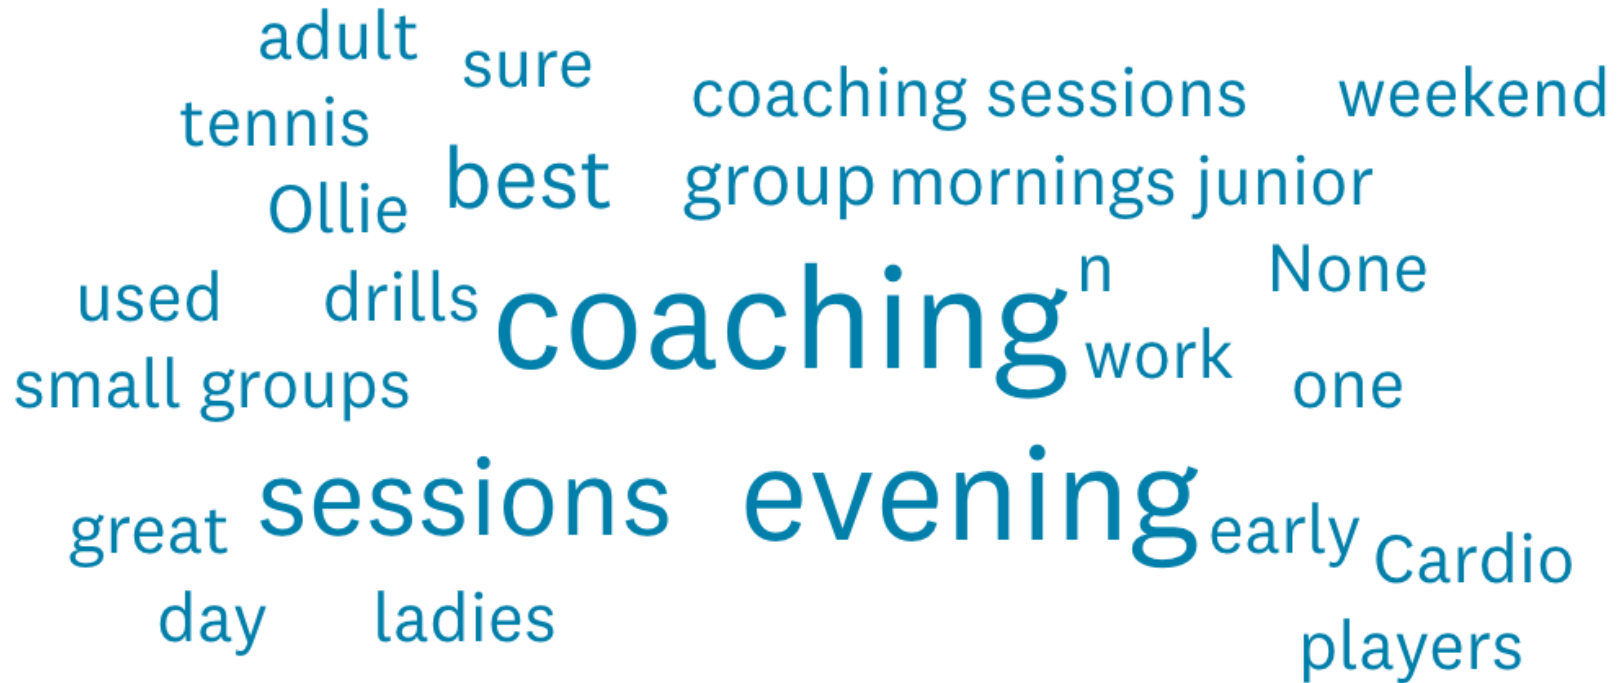 adult
sure
coaching sessions
weekend
tennis
best
group
mornings
junior
Ollie
used
drills
coaching
n
None
small groups
work
one
great
sessions
evening
early
Cardio
day
ladies
players